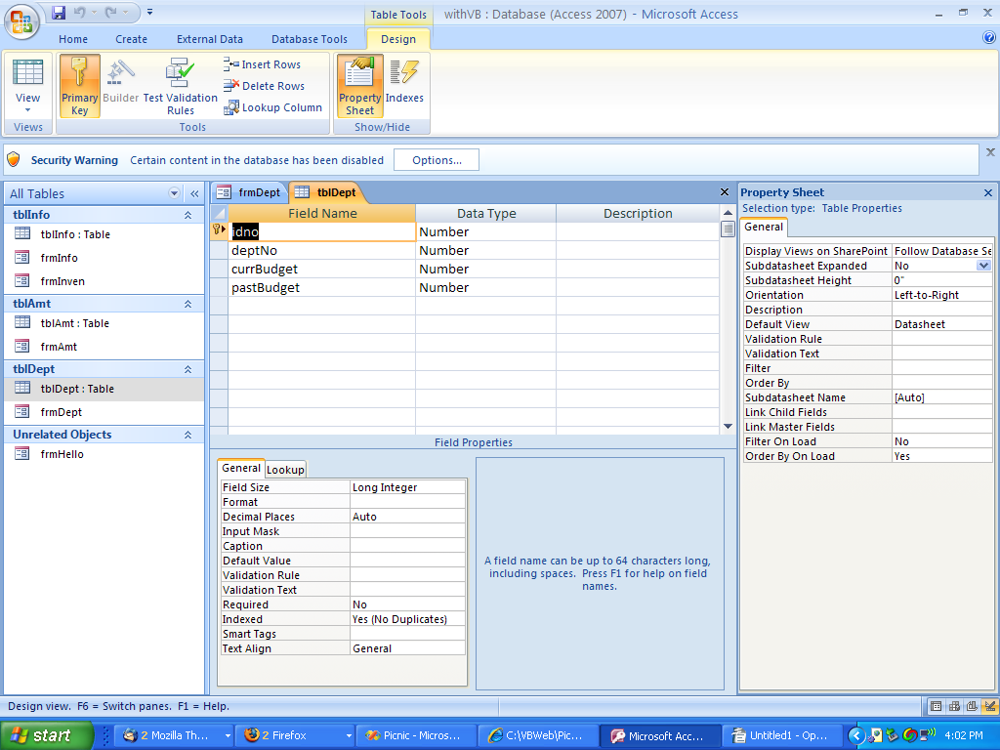 Table Tools
withVB : Database (Access 2007) - Microsoft Access
Home Create External Data Database Tools Design
View
Views
Primary Key
Builder
Test Validation Rules
Insert Rows
Delete Rows
Lookup Column
Tools
Property Sheet
Indexes
Show/Hide
Security Warning Certain content in the database has been disabled Options...
All Tables
tblInfo
tblInfo : Table
frmInfo
frmInven
tblAmt
tblAmt : Table
frmAmt
tblDept
tblDept : Table
frmDept
Unrelated Objects
frmHello
frmDept tblDept
Field Name Data Type Description
idno Number
deptNo Number
currBudget Number
pastBudget Number
Field Properties
General Lookup
Field Size Long Integer
Format
Decimal Places Auto
Input Mask
Caption
Default Value
Validation Rule
Validation Text
Required No
Indexed Yes (No Duplicates)
Smart Tags
Text Align General
A field name can be up to 64 characters long,
including spaces. Press F1 for help on field
names.
Property Sheet
Selection type: Table Properties
General
Display Views on SharePoint Follow Database Se
Subdatasheet Expanded No
Subdatasheet Height 0"
Orientation Left-to-Right
Description
Default View Datasheet
Validation Rule
Validation Text
Filter
Order By
Subdatasheet Name [Auto]
Link Child Fields
Link Master Fields
Filter On Load No
Order By On Load Yes
Design view. F6 = Switch panes. F1 = Help.
start 2 Mozilla Th... 2 Firefox Picnic - Micros... C:\VBWeb\Pic... Microsoft Acc... Untitled1 - Op... 4:02 PM